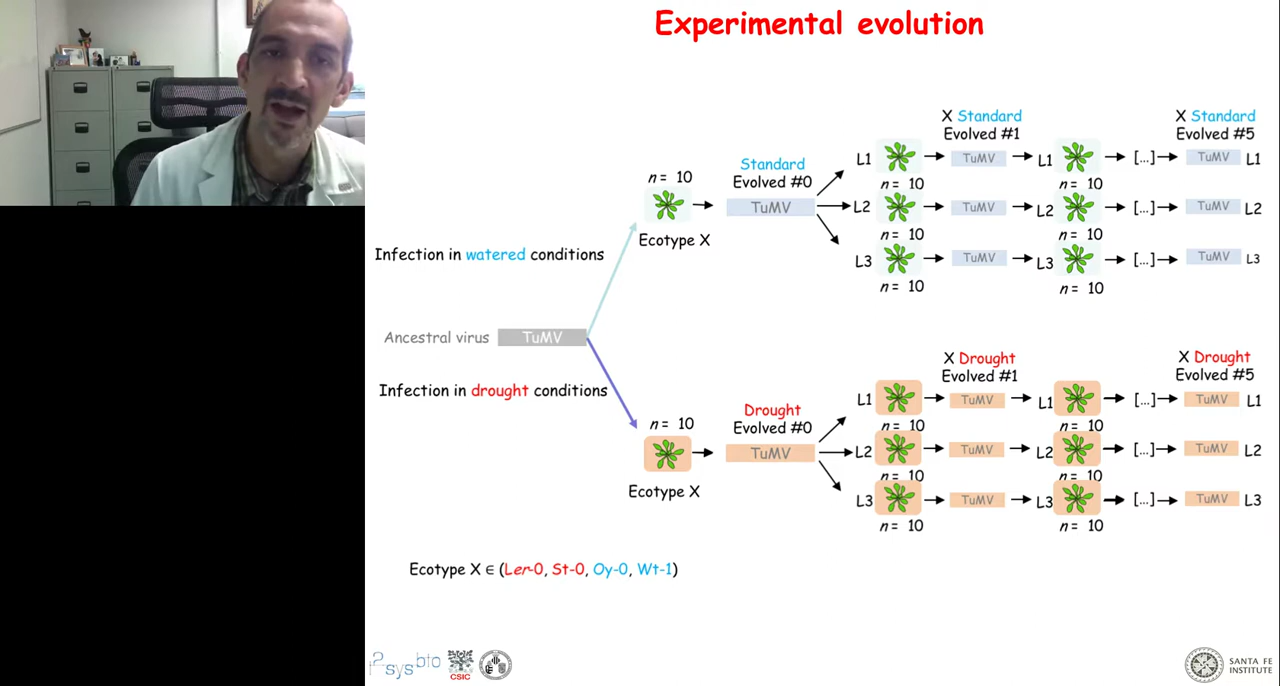 Experimental evolution
X Standard
Evolved #1
X Standard
Evolved #5
Standard
Evolved #0
TuMV
n = 10
Ecotype X
L1
n = 10
TuMV
L1
n = 10
[...]
TuMV
L1
L2
n = 10
TuMV
L2
n = 10
[...]
TuMV
L2
L3
n = 10
TuMV
L3
n = 10
[...]
TuMV
L3
Infection in watered conditions
Ancestral virus
TuMV
Infection in drought conditions
X Drought
Evolved #1
X Drought
Evolved #5
Drought
Evolved #0
TuMV
n = 10
Ecotype X
L1
n = 10
TuMV
L1
n = 10
[...]
TuMV
L1
L2
n = 10
TuMV
L2
n = 10
[...]
TuMV
L2
L3
n = 10
TuMV
L3
n = 10
[...]
TuMV
L3
Ecotype X ∈ (Ler-0, St-0, Oy-0, Wt-1)
i2sysbio
CSIC
SANTA FE
INSTITUTE